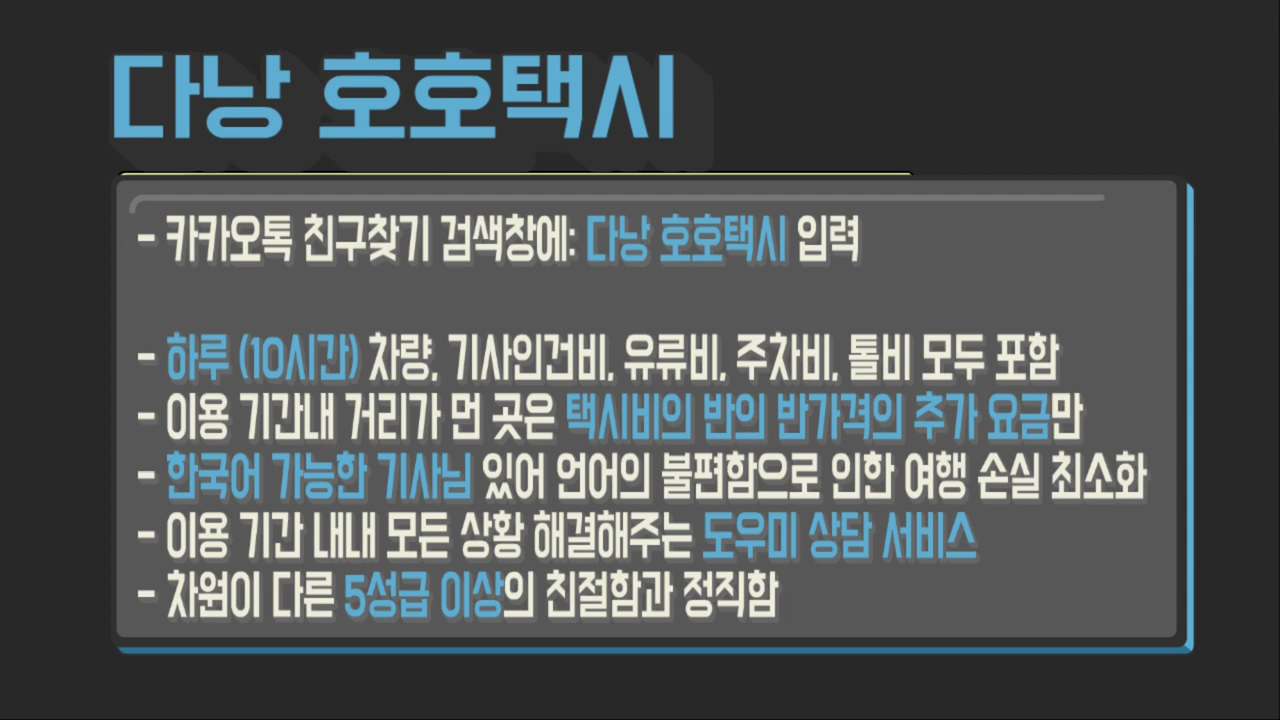 다낭 호호택시
- 카카오톡 친구찾기 검색창에: 다낭 호호택시 입력
- 하루 (10시간) 차량, 기사인건비, 유류비, 주차비, 톨비 모두 포함
- 이용 기간내 거리가 먼 곳은 택시비의 반의 반가격의 추가 요금만
- 한국어 가능한 기사님 있어 언어의 불편함으로 인한 여행 손실 최소화
- 이용 기간 내내 모든 상황 해결해주는 도우미 상담 서비스
- 차원이 다른 5성급 이상의 친절함과 정직함